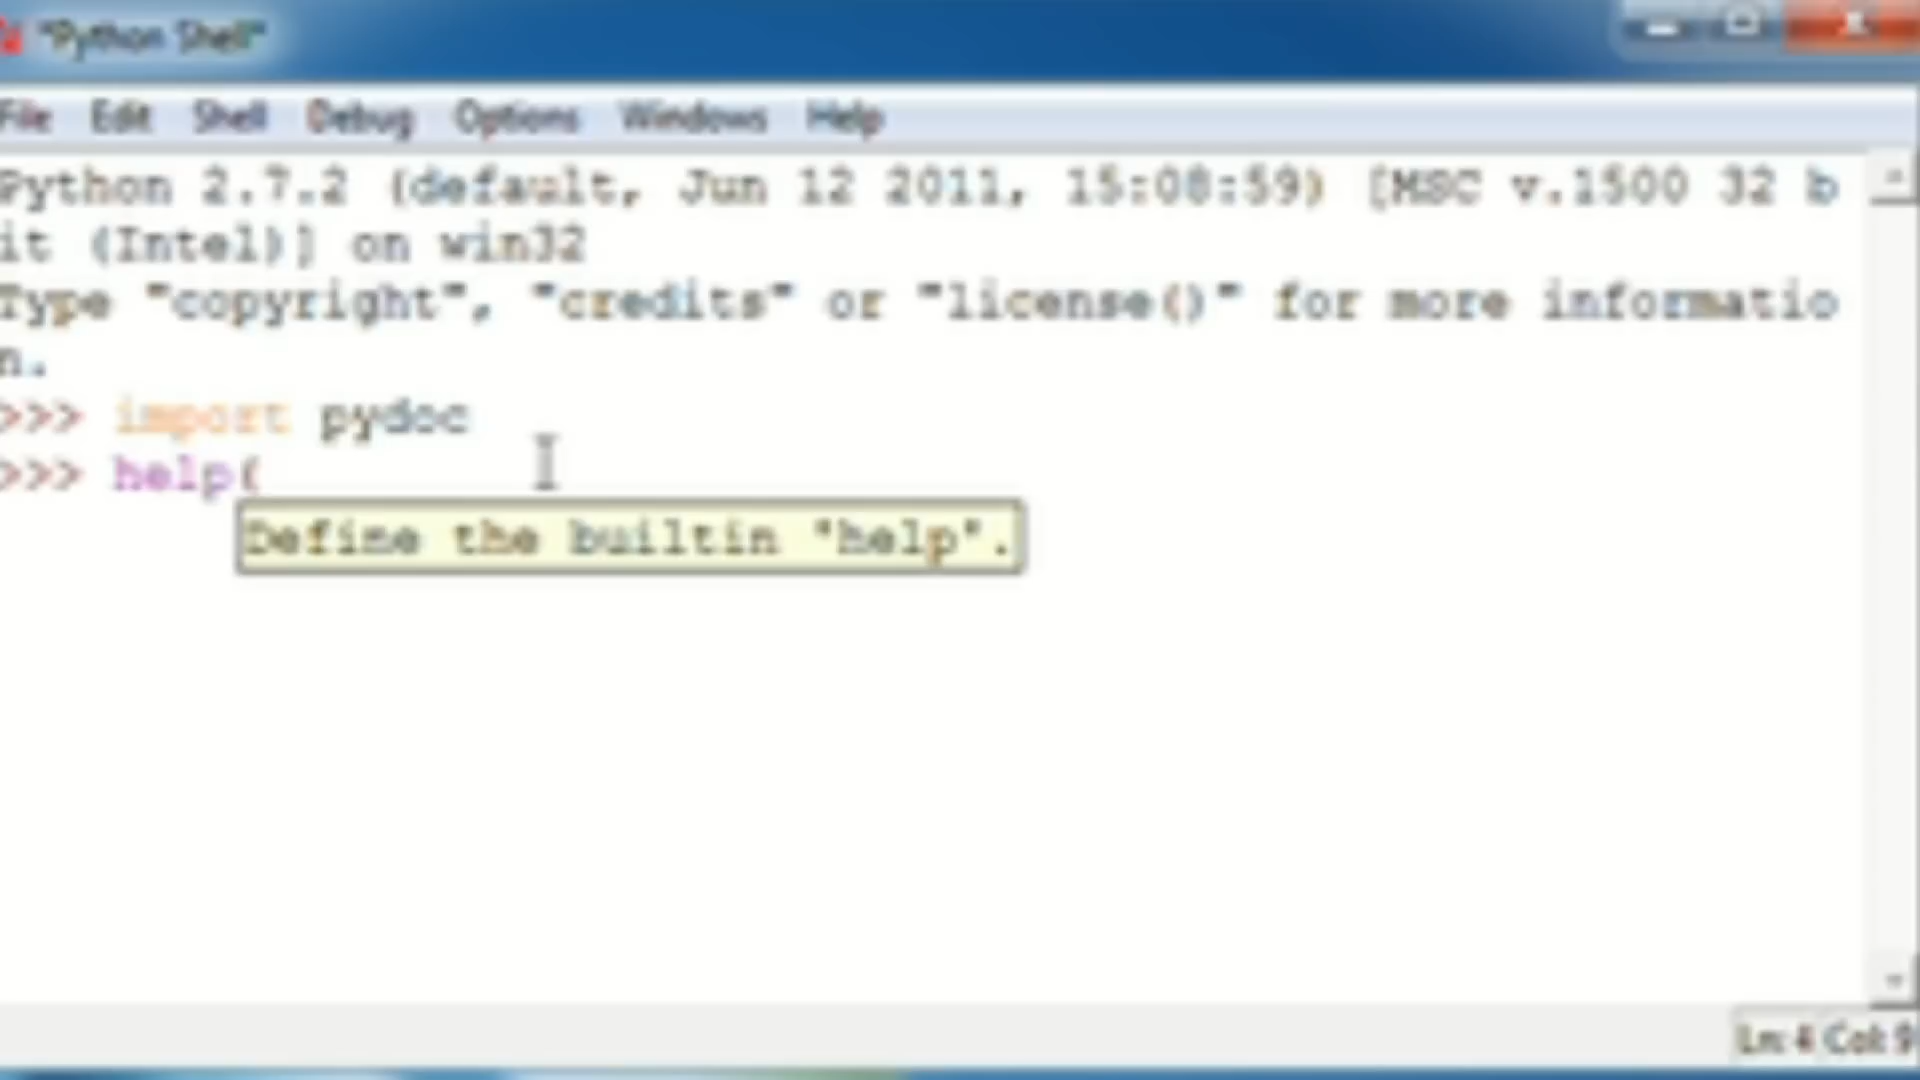 *Python Shell*
File Edit Shell Debug Options Windows Help
Python 2.7.2 (default, Jun 12 2011, 15:08:59) [MSC v.1500 32 b
it (Intel)] on win32
Type "copyright", "credits" or "license()" for more informatio
n.
>>> import pydoc
>>> help(
Define the builtin 'help'.
Ln: 4 Col: 9